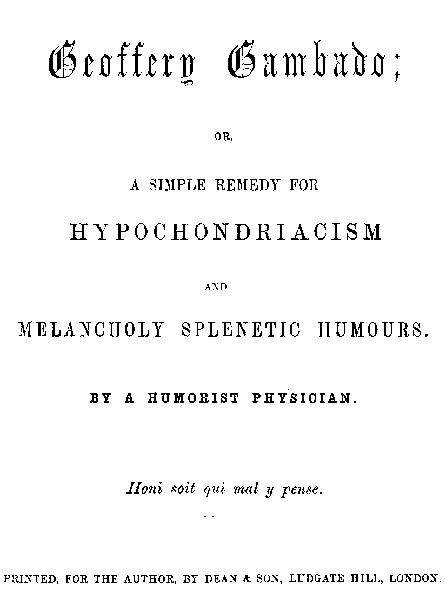 Geoffery Gambado;
OR,
A SIMPLE REMEDY FOR
HYPOCHONDRIACISM
AND
MELANCHOLY SPLENETIC HUMOURS.
BY A HUMORIST PHYSICIAN.
Honi soit qui mal y pense.
PRINTED, FOR THE AUTHOR, BY DEAN & SON, LUDGATE HILL, LONDON.